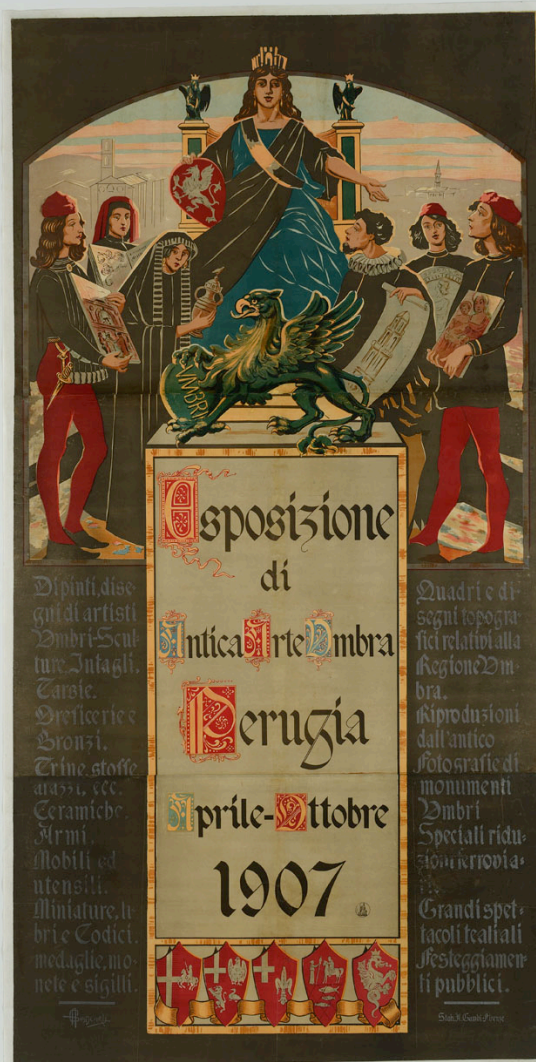 UMBRI
Esposizione
di
Antica Arte Umbra
Perugia
Aprile-Ottobre
1907
Dipinti, dise-
gni di artisti
Umbri-Scul-
ture. Intagli.
Tarsie.
Oreficerie e
Bronzi.
Trine, stoffe
arazzi, ecc.
Ceramiche.
Armi.
Mobili ed
utensili.
Miniature, li-
bri e Codici.
medaglie, mo-
nete e sigilli.
Quadri e di-
segni topogra-
fici relativi alla
Regione Um-
bra.
Riproduzioni
dall'antico
Fotografie di
monumenti
Umbri
Speciali ridu-
zioni ferrovia-
rie.
Grandi spet-
tacoli teatrali
Festeggiamen-
ti pubblici.